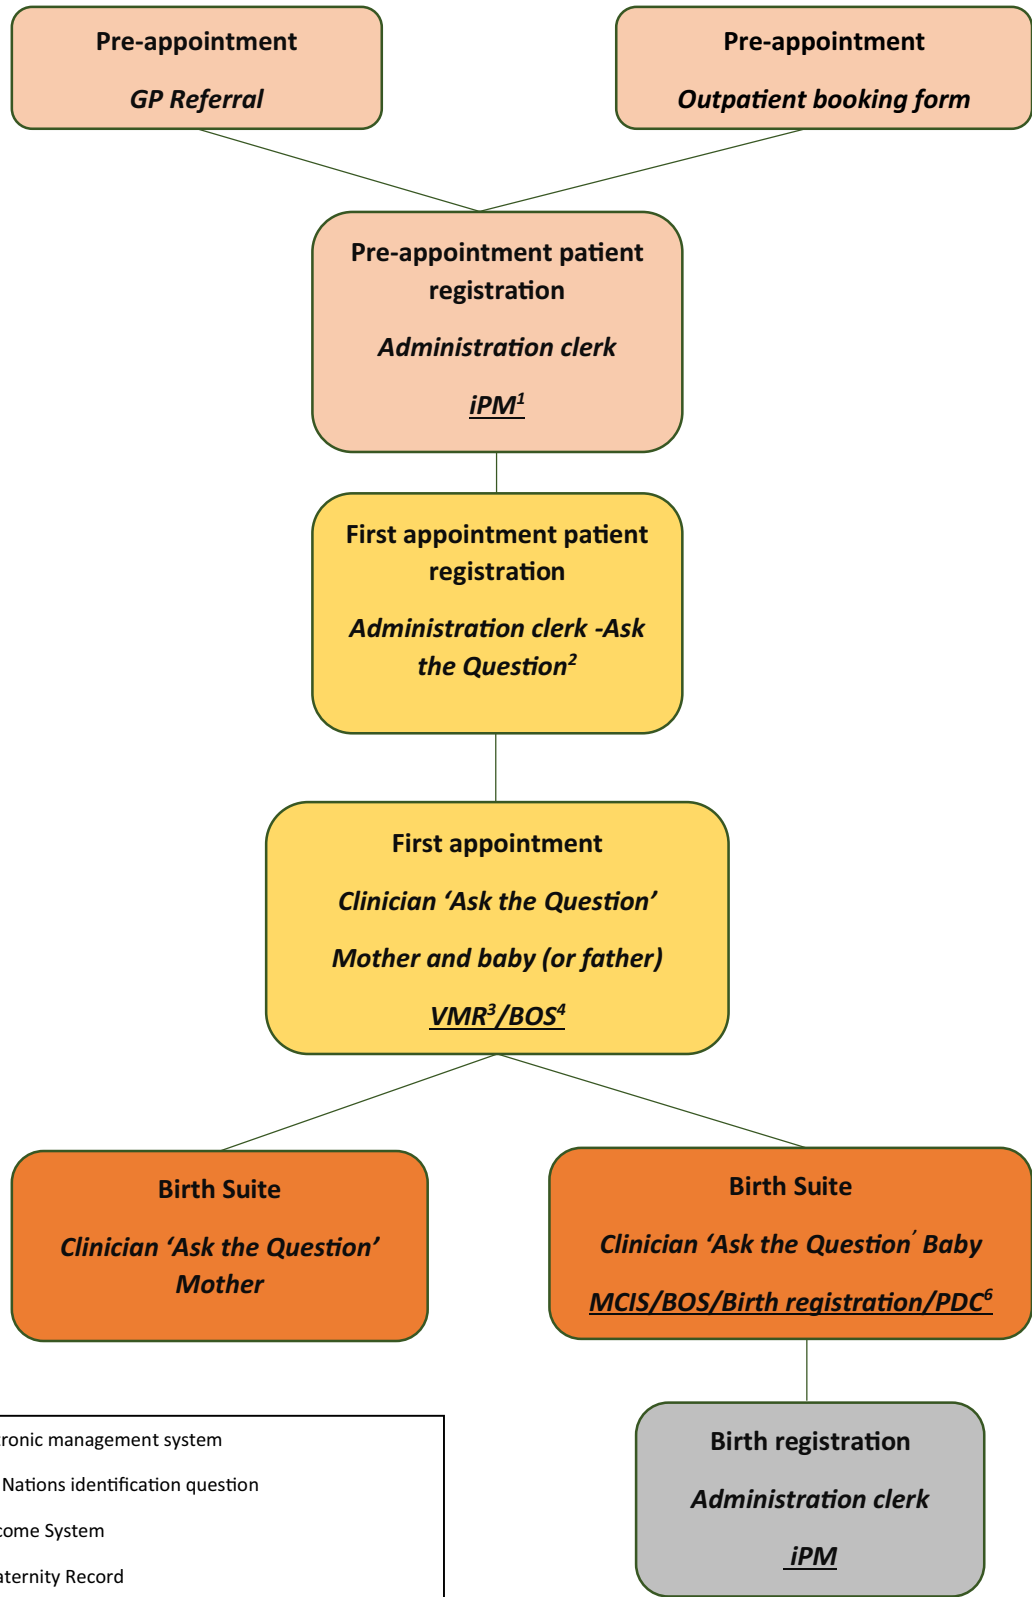 Pre-appointment
GP Referral
Pre-appointment
Outpatient booking form
Pre-appointment patient
registration
Administration clerk
iPM¹
First appointment patient
registration
Administration clerk -Ask
the Question²
First appointment
Clinician ‘Ask the Question’
Mother and baby (or father)
VMR³/BOS⁴
Birth Suite
Clinician ‘Ask the Question’
Mother
Birth Suite
Clinician ‘Ask the Question’ Baby
MCIS/BOS/Birth registration/PDC⁶
Birth registration
Administration clerk
iPM
management system
Nations identification question
System
Record